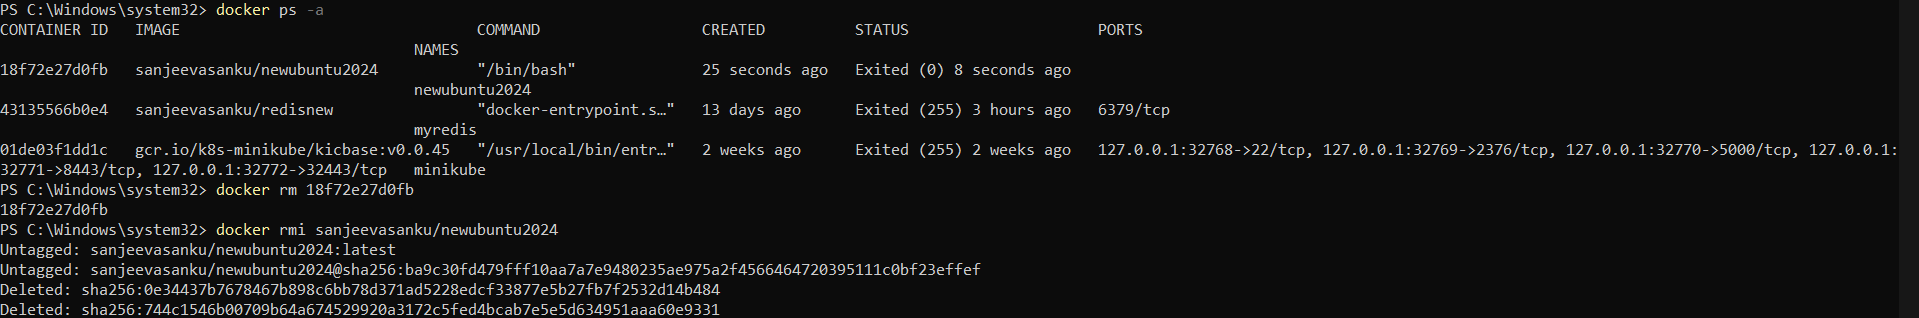 PS C:\Windows\system32> docker ps -a
CONTAINER ID   IMAGE                                 COMMAND                  CREATED          STATUS                     PORTS
                                              NAMES
18f72e27d0fb   sanjeevasanku/newubuntu2024           "/bin/bash"              25 seconds ago   Exited (0) 8 seconds ago
                                              newubuntu2024
43135566b0e4   sanjeevasanku/redisnew                "docker-entrypoint.s…"   13 days ago      Exited (255) 3 hours ago   6379/tcp
                                              myredis
01de03f1dd1c   gcr.io/k8s-minikube/kicbase:v0.0.45   "/usr/local/bin/entr…"   2 weeks ago      Exited (255) 2 weeks ago   127.0.0.1:32768->22/tcp, 127.0.0.1:32769->2376/tcp, 127.0.0.1:32770->5000/tcp, 127.0.0.1:
32771->8443/tcp, 127.0.0.1:32772->32443/tcp   minikube
PS C:\Windows\system32> docker rm 18f72e27d0fb
18f72e27d0fb
PS C:\Windows\system32> docker rmi sanjeevasanku/newubuntu2024
Untagged: sanjeevasanku/newubuntu2024:latest
Untagged: sanjeevasanku/newubuntu2024@sha256:ba9c30fd479fff10aa7a7e9480235ae975a2f4566464720395111c0bf23effef
Deleted: sha256:0e34437b7678467b898c6bb78d371ad5228edcf33877e5b27fb7f2532d14b484
Deleted: sha256:744c1546b00709b64a674529920a3172c5fed4bcab7e5e5d634951aaa60e9331